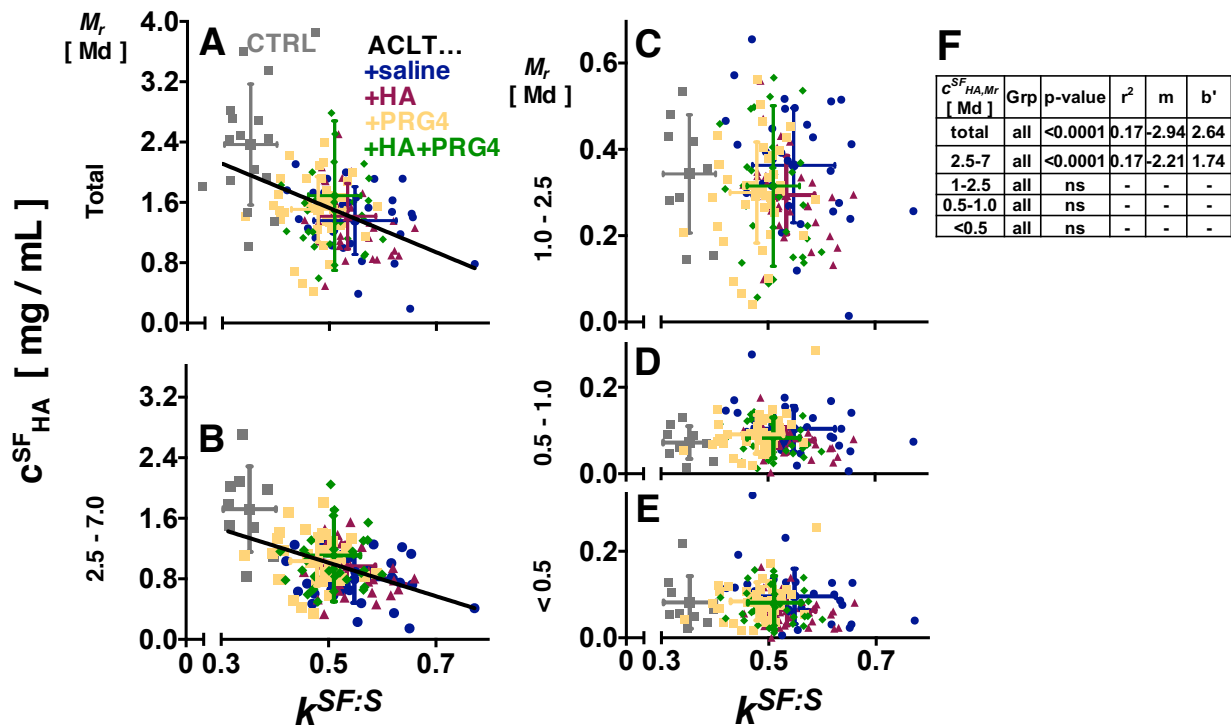 M_r
[ Md ]
c^SF_HA [ mg / mL ]
A
CTRL
ACLT...
+saline
+HA
+PRG4
+HA+PRG4
Total
4.0
3.2
2.4
1.6
0.8
0.0
B
2.5 - 7.0
3.2
2.4
1.6
0.8
0.0
0 0.3 0.5 0.7
k^SF:S
M_r
[ Md ]
C
1.0 - 2.5
0.6
0.4
0.2
0.0
D
0.5 - 1.0
0.2
0.0
E
< 0.5
0.2
0.0
0 0.3 0.5 0.7
k^SF:S
F
c^SF_HA,Mr [ Md ] Grp p-value r² m b'
total all <0.0001 0.17 -2.94 2.64
2.5-7 all <0.0001 0.17 -2.21 1.74
1-2.5 all ns - - -
0.5-1.0 all ns - - -
<0.5 all ns - - -